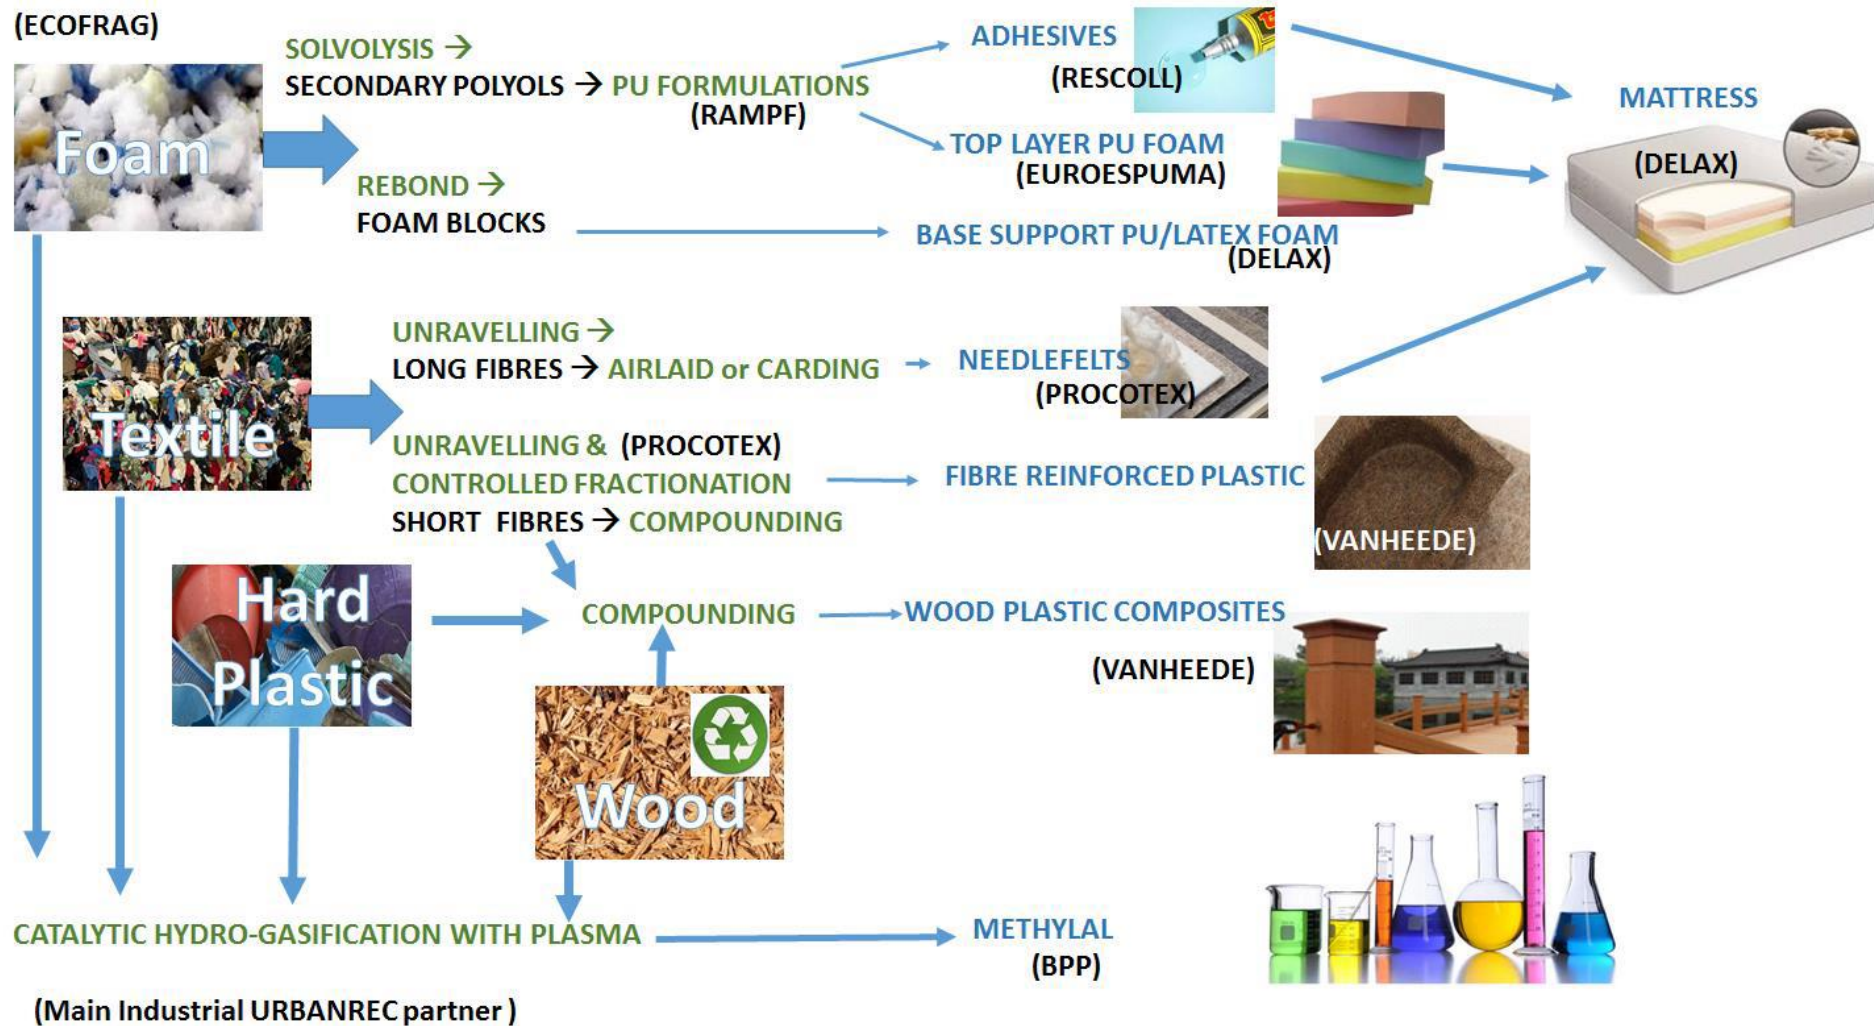 (ECOFRAG)
Foam
SOLVOLYSIS →
SECONDARY POLYOLS → PU FORMULATIONS
(RAMPF)
REBOND →
FOAM BLOCKS
ADHESIVES
(RESCOLL)
TOP LAYER PU FOAM
(EUROESPUMA)
BASE SUPPORT PU/LATEX FOAM
(DELAX)
MATTRESS
(DELAX)
Textile
UNRAVELLING →
LONG FIBRES → AIRLAID or CARDING
NEEDLEFELTS
(PROCOTEX)
UNRAVELLING & (PROCOTEX)
CONTROLLED FRACTIONATION
SHORT FIBRES → COMPOUNDING
FIBRE REINFORCED PLASTIC
(VANHEEDE)
Hard
Plastic
COMPOUNDING
WOOD PLASTIC COMPOSITES
(VANHEEDE)
Wood
CATALYTIC HYDRO-GASIFICATION WITH PLASMA
METHYLAL
(BPP)
(Main Industrial URBANREC partner )